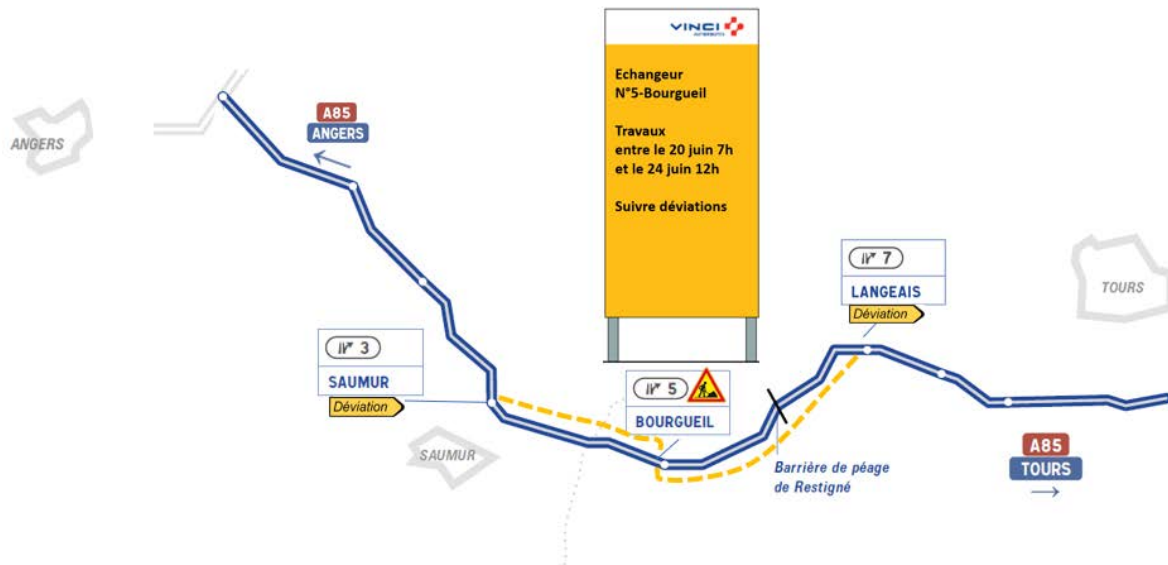 VINCI
AUTOROUTES
Echangeur
N°5-Bourgueil
Travaux
entre le 20 juin 7h
et le 24 juin 12h
Suivre déviations
A85
ANGERS
ANGERS
7
LANGEAIS
Déviation
TOURS
3
SAUMUR
Déviation
5
BOURGUEIL
SAUMUR
Barrière de péage
de Restigné
A85
TOURS